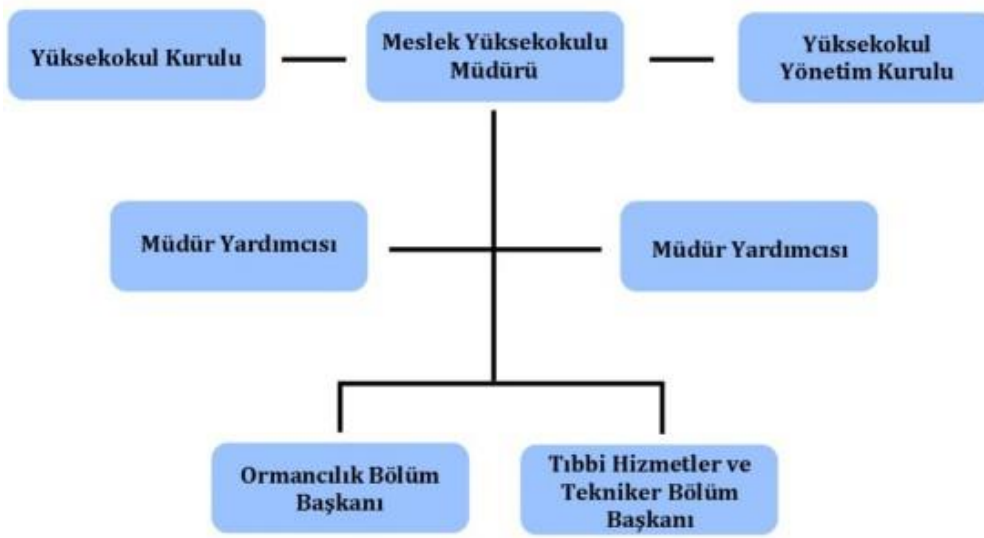 Yüksekokul Kurulu
Meslek Yüksekokulu
Müdürü
Yüksekokul
Yönetim Kurulu
Müdür Yardımcısı
Müdür Yardımcısı
Ormancılık Bölüm
Başkanı
Tıbbi Hizmetler ve
Tekniker Bölüm
Başkanı